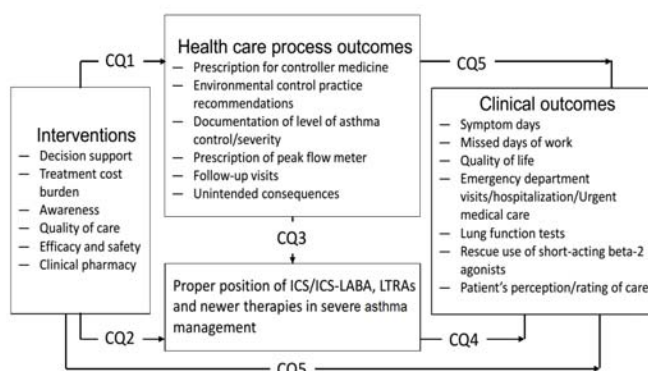 CQ1
Health care process outcomes
— Prescription for controller medicine
— Environmental control practice
recommendations
— Documentation of level of asthma
control/severity
— Prescription of peak flow meter
— Follow-up visits
— Unintended consequences
CQ5
Interventions
— Decision support
— Treatment cost
burden
— Awareness
— Quality of care
— Efficacy and safety
— Clinical pharmacy
Clinical outcomes
— Symptom days
— Missed days of work
— Quality of life
— Emergency department
visits/hospitalization/Urgent
medical care
— Lung function tests
— Rescue use of short-acting beta-2
agonists
— Patient's perception/rating of care
CQ3
Proper position of ICS/ICS-LABA, LTRAs
and newer therapies in severe asthma
management
CQ2
CQ4
CQ5